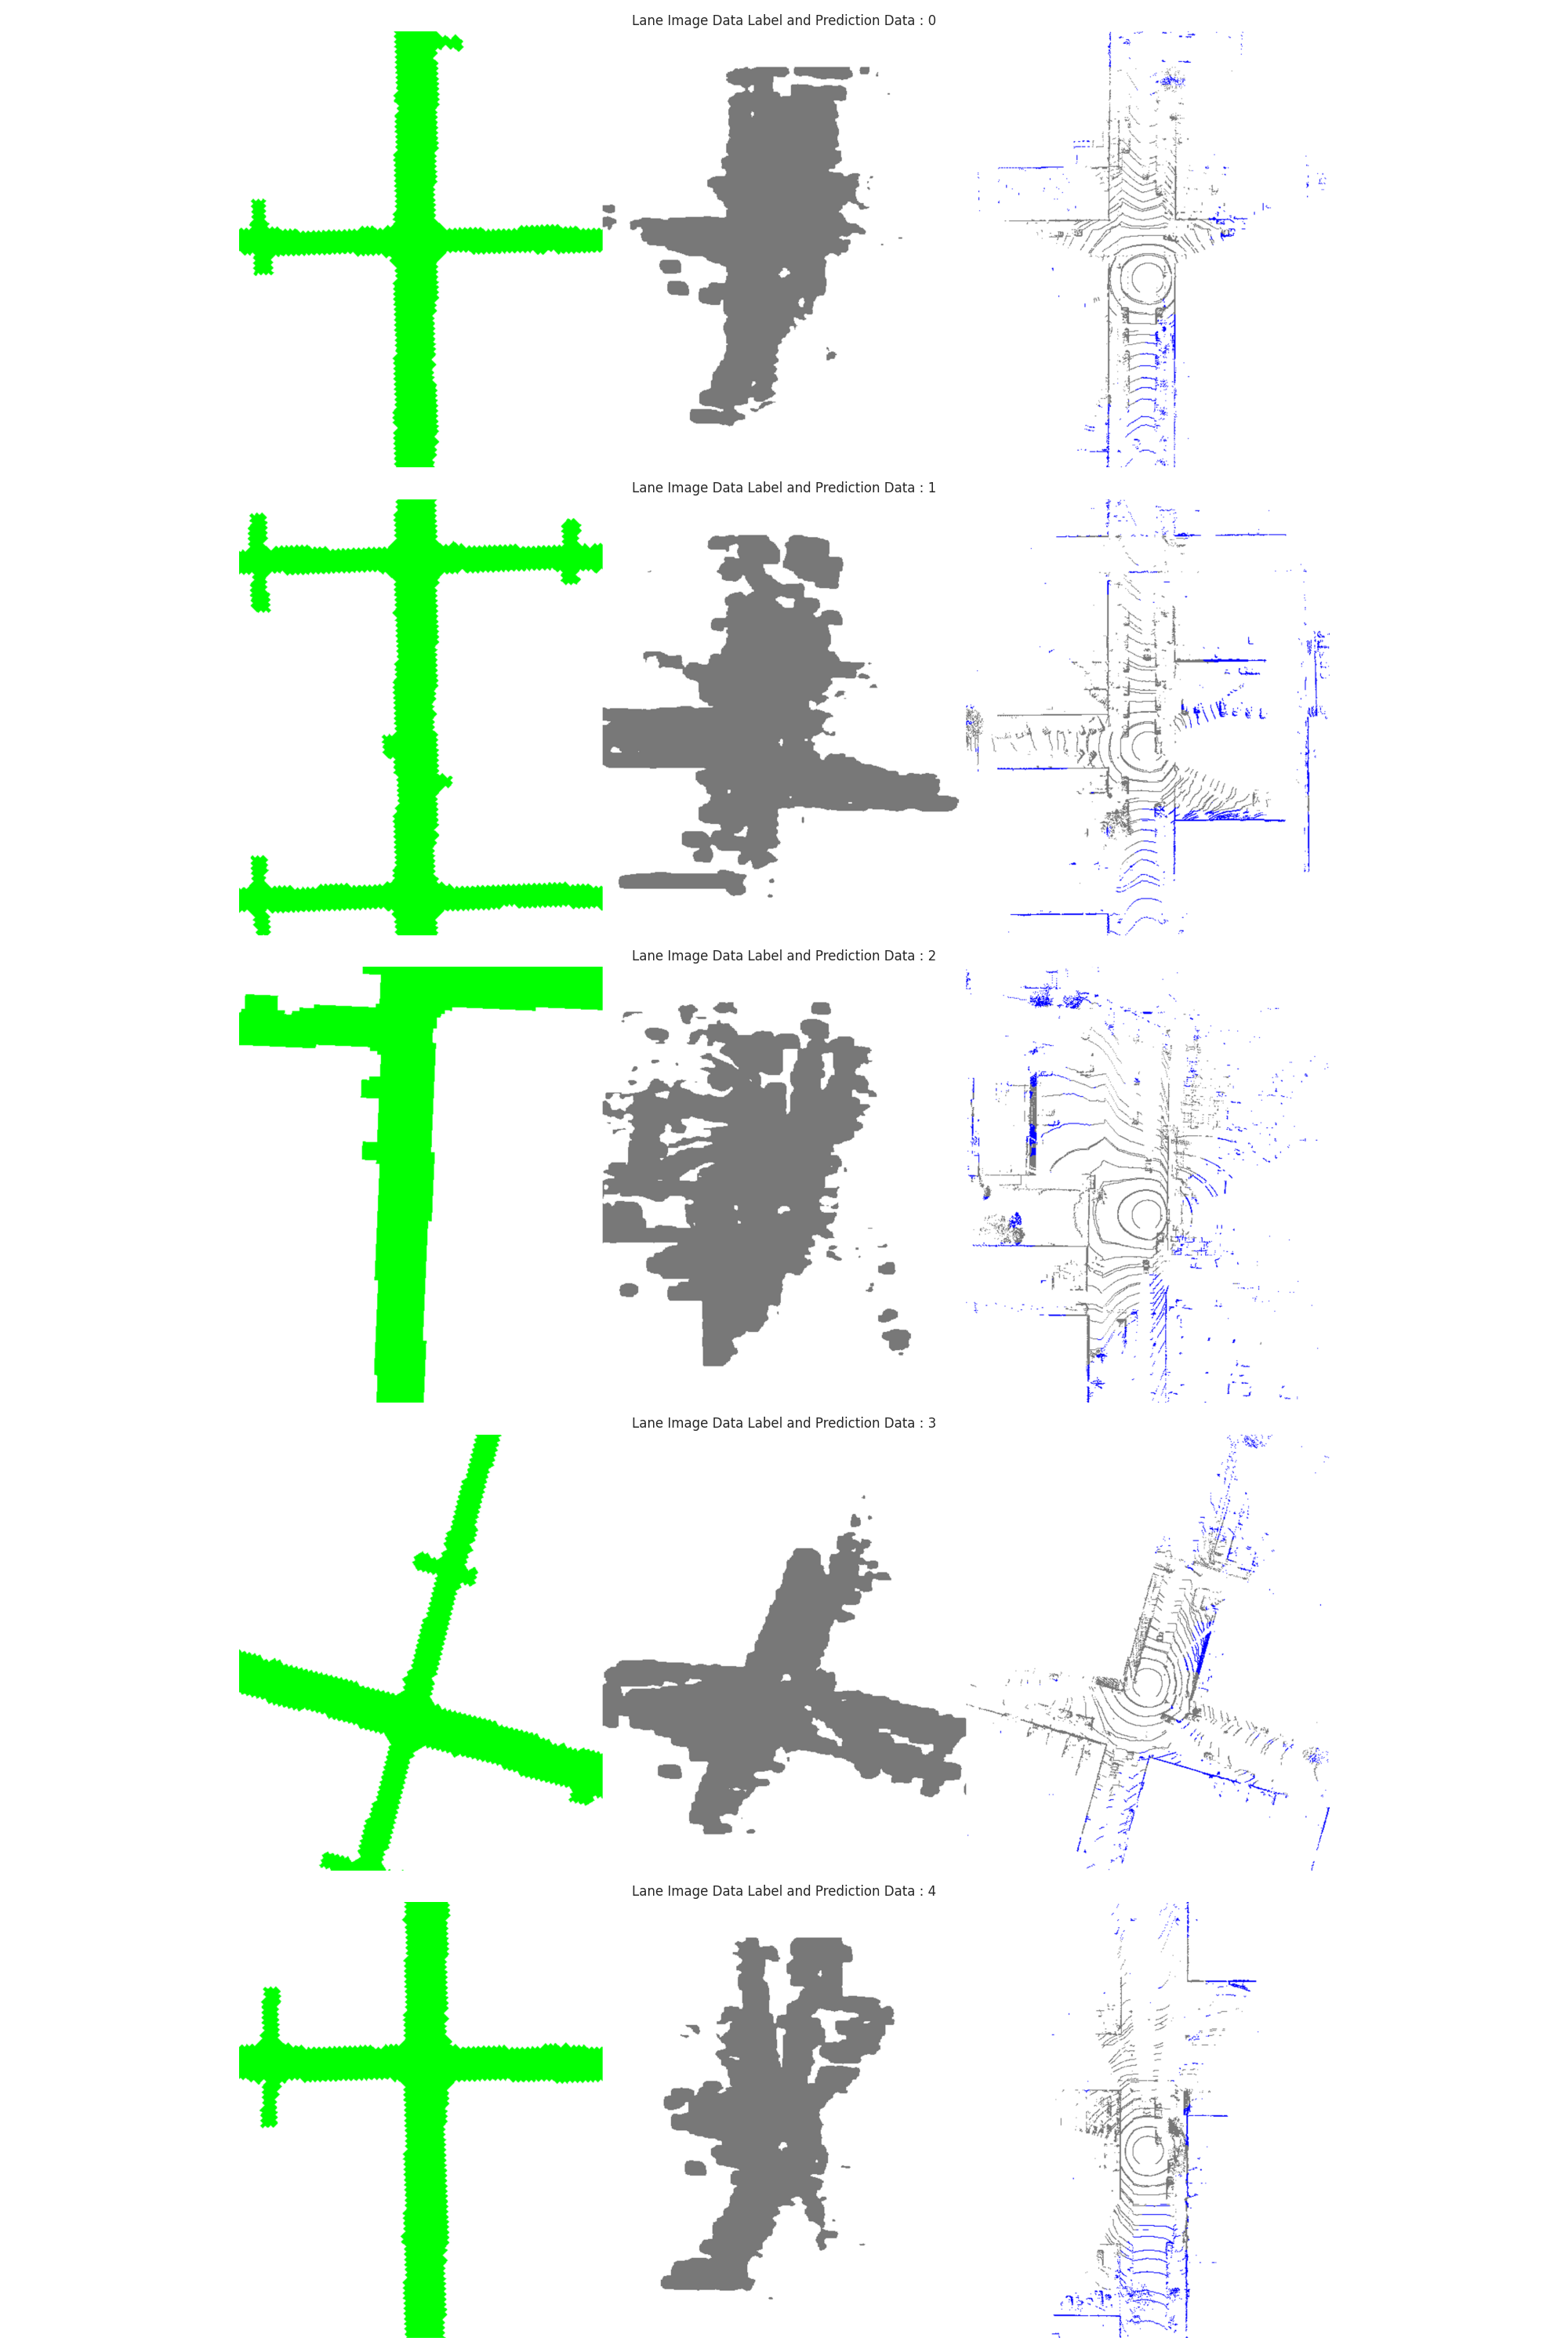 Lane Image Data Label and Prediction Data : 0
Lane Image Data Label and Prediction Data : 1
Lane Image Data Label and Prediction Data : 2
Lane Image Data Label and Prediction Data : 3
Lane Image Data Label and Prediction Data : 4